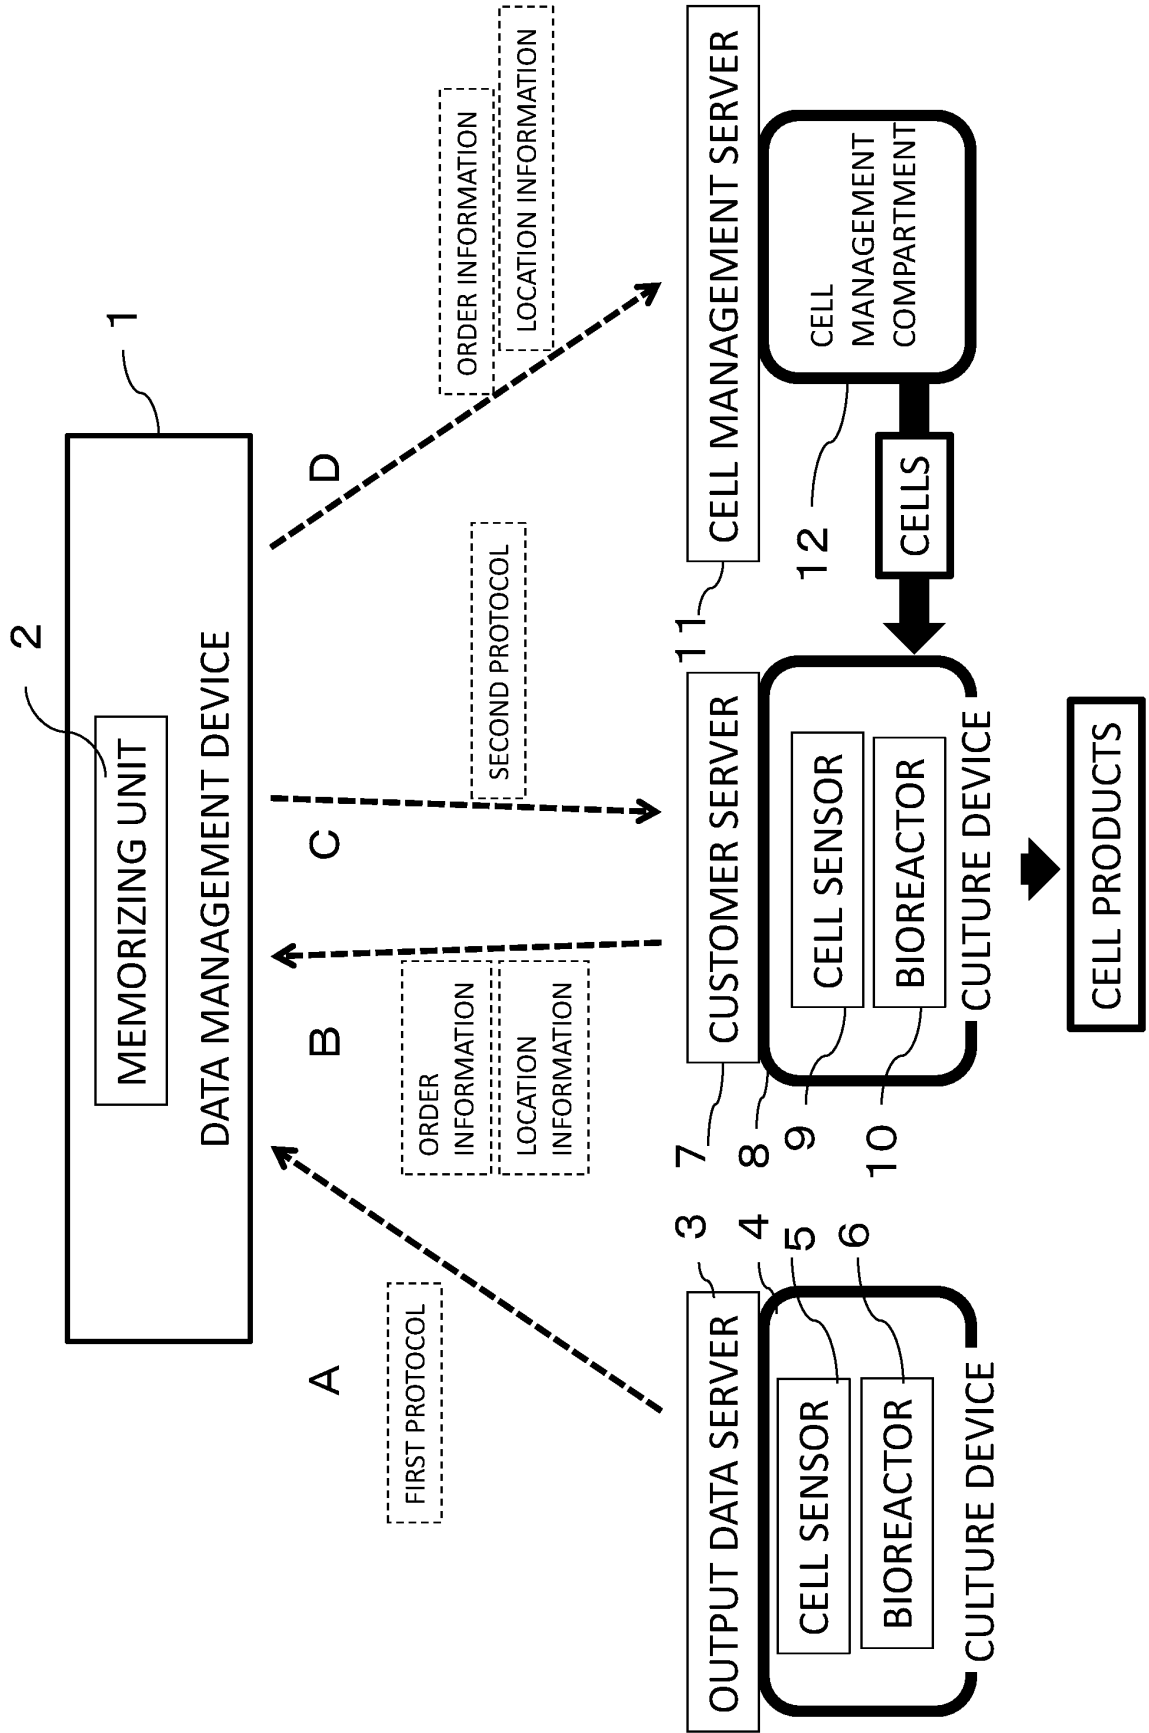 1
2
MEMORIZING UNIT
DATA MANAGEMENT DEVICE
A
B
C
D
FIRST PROTOCOL
ORDER
INFORMATION
LOCATION
INFORMATION
SECOND PROTOCOL
ORDER INFORMATION
LOCATION INFORMATION
OUTPUT DATA SERVER
3
4
CELL SENSOR
5
BIOREACTOR
6
CULTURE DEVICE
7
CUSTOMER SERVER
8
9
CELL SENSOR
10
BIOREACTOR
CULTURE DEVICE
CELL PRODUCTS
11
CELL MANAGEMENT SERVER
12
CELL
MANAGEMENT
COMPARTMENT
CELLS